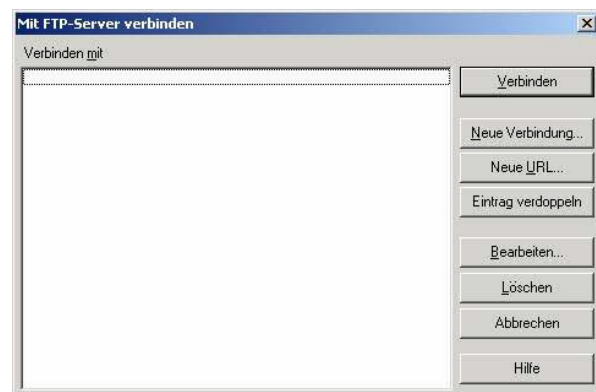 Mit FTP-Server verbinden
Verbinden mit
Verbinden
Neue Verbindung...
Neue URL...
Eintrag verdoppeln
Bearbeiten...
Löschen
Abbrechen
Hilfe